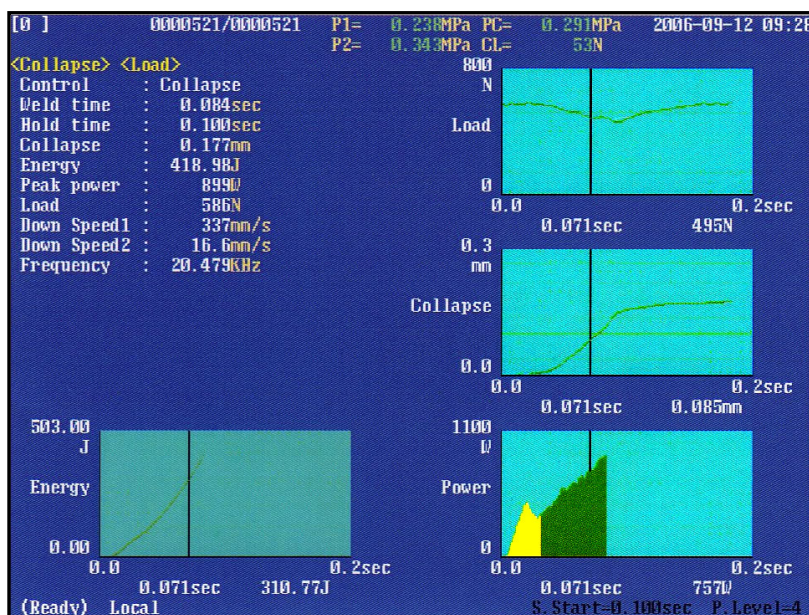 [0 ] 0000521/0000521 P1= 0.238MPa PC= 0.291MPa 2006-09-12 09:28
P2= 0.343MPa CL= 53N
<Collapse> <Load>
Control : Collapse
Weld time : 0.084sec
Hold time : 0.100sec
Collapse : 0.177mm
Energy : 418.98J
Peak power : 899W
Load : 586N
Down Speed1 : 337mm/s
Down Speed2 : 16.6mm/s
Frequency : 20.479KHz
800
N
Load
0
0.0 0.2sec
0.071sec 495N
0.3
mm
Collapse
0.0
0.0 0.2sec
0.071sec 0.085mm
503.00
J
Energy
0.00
0.0 0.2sec
0.071sec 310.77J
1100
W
Power
0
0.0 0.2sec
0.071sec 757W
(Ready) Local S.Start=0.100sec P.Level=4